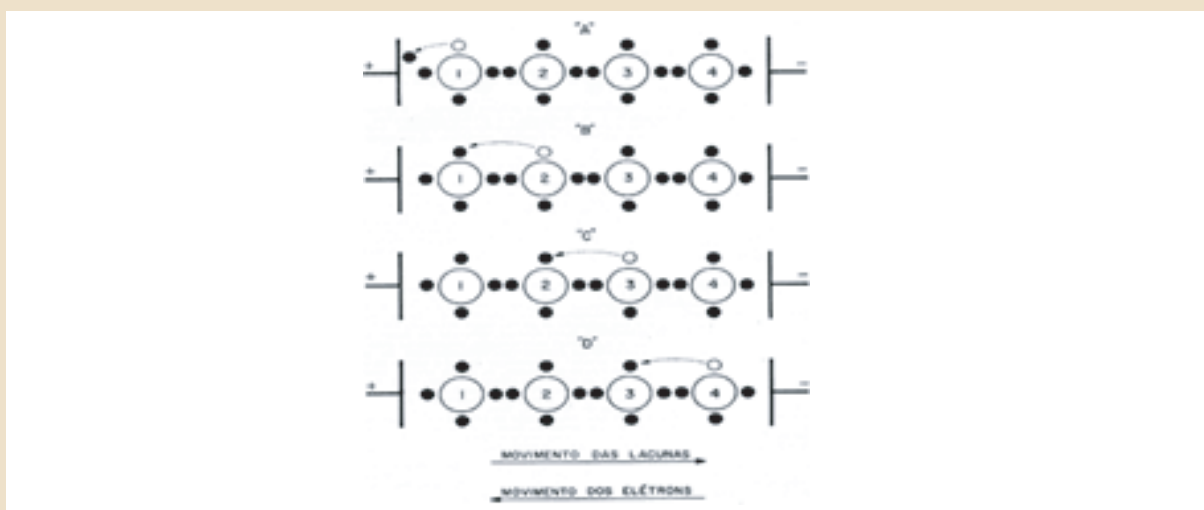 "A"
+ 1 2 3 4 -
"B"
+ 1 2 3 4 -
"C"
+ 1 2 3 4 -
"D"
+ 1 2 3 4 -
MOVIMENTO DAS LACUNAS
MOVIMENTO DOS ELÉTRONS